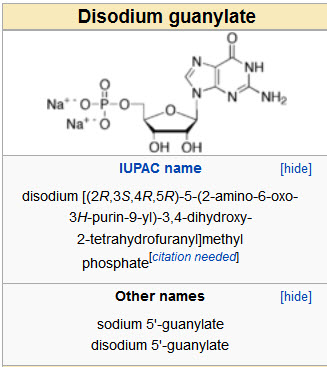 Disodium guanylate
O
N
NH
N
N
NH₂
O
Na⁺ ⁻O–P–O
Na⁺ ⁻O
O
OH OH
IUPAC name [hide]
disodium [(2R,3S,4R,5R)-5-(2-amino-6-oxo-
3H-purin-9-yl)-3,4-dihydroxy-
2-tetrahydrofuranyl]methyl
phosphate[citation needed]
Other names [hide]
sodium 5'-guanylate
disodium 5'-guanylate